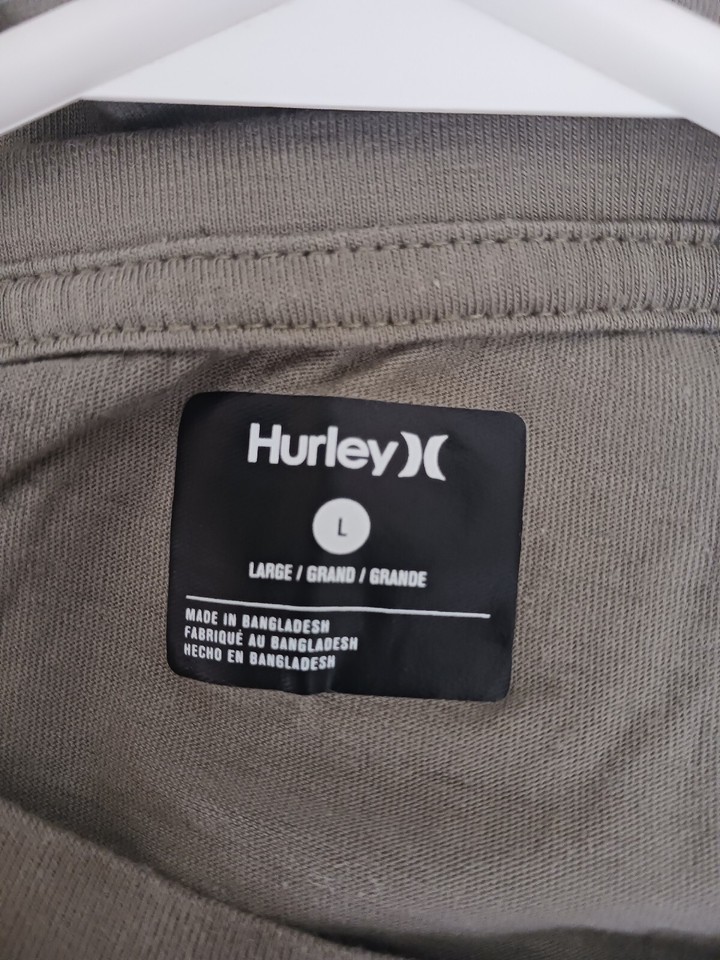 Hurley
L
LARGE / GRAND / GRANDE
MADE IN BANGLADESH
FABRIQUÉ AU BANGLADESH
HECHO EN BANGLADESH